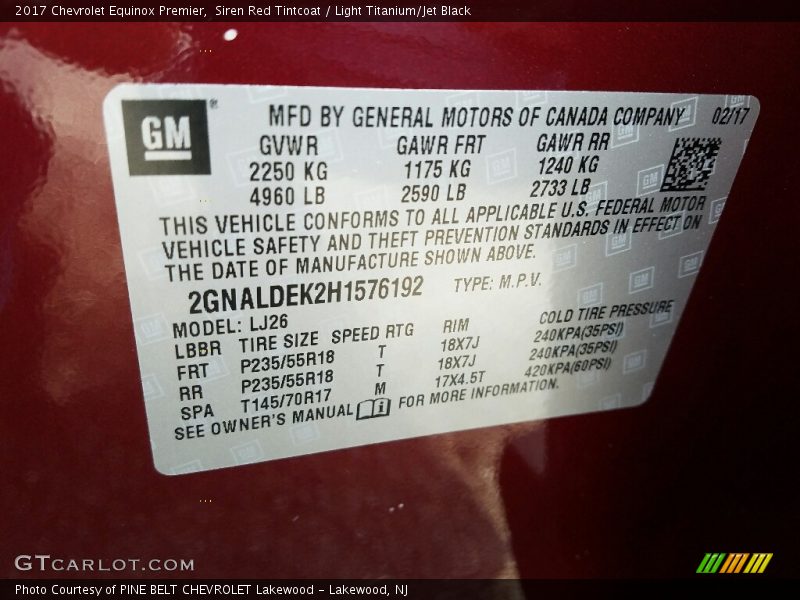 2017 Chevrolet Equinox Premier, Siren Red Tintcoat / Light Titanium/Jet Black
GM ®
MFD BY GENERAL MOTORS OF CANADA COMPANY 02/17
GVWR GAWR FRT GAWR RR
2250 KG 1175 KG 1240 KG
4960 LB 2590 LB 2733 LB
THIS VEHICLE CONFORMS TO ALL APPLICABLE U.S. FEDERAL MOTOR
VEHICLE SAFETY AND THEFT PREVENTION STANDARDS IN EFFECT ON
THE DATE OF MANUFACTURE SHOWN ABOVE.
2GNALDEK2H1576192 TYPE: M.P.V.
MODEL: LJ26
LBBR TIRE SIZE SPEED RTG RIM COLD TIRE PRESSURE
FRT P235/55R18 T 18X7J 240KPA(35PSI)
RR P235/55R18 T 18X7J 240KPA(35PSI)
SPA T145/70R17 M 17X4.5T 420KPA(60PSI)
SEE OWNER'S MANUAL FOR MORE INFORMATION.
GTCARLOT.COM
Photo Courtesy of PINE BELT CHEVROLET Lakewood - Lakewood, NJ